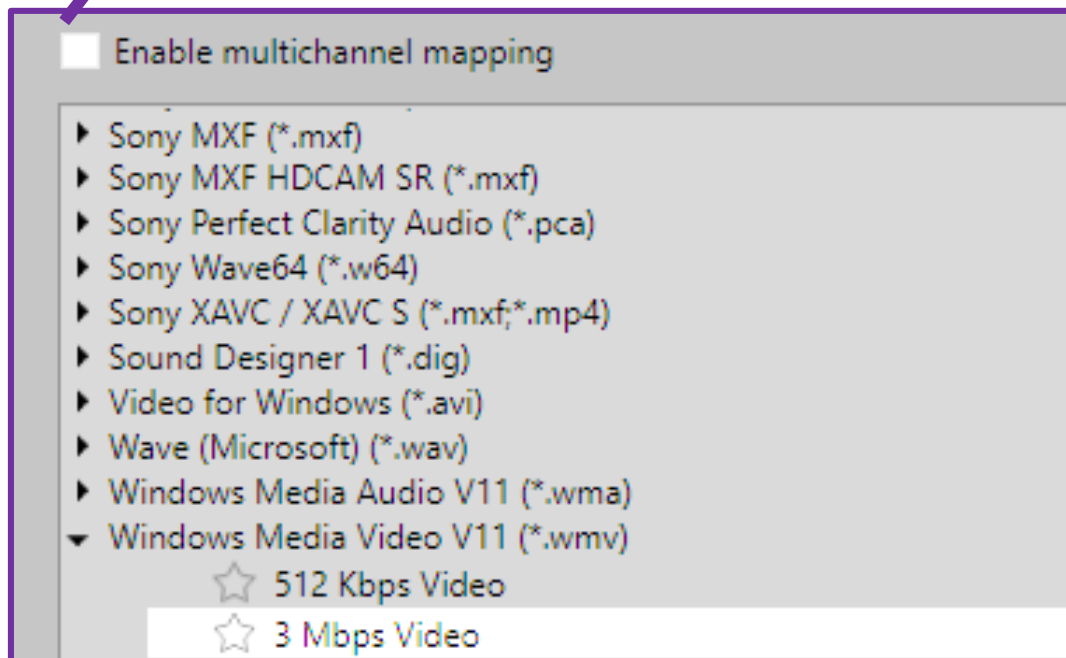 Enable multichannel mapping
Sony MXF (*.mxf)
Sony MXF HDCAM SR (*.mxf)
Sony Perfect Clarity Audio (*.pca)
Sony Wave64 (*.w64)
Sony XAVC / XAVC S (*.mxf;*.mp4)
Sound Designer 1 (*.dig)
Video for Windows (*.avi)
Wave (Microsoft) (*.wav)
Windows Media Audio V11 (*.wma)
Windows Media Video V11 (*.wmv)
512 Kbps Video
3 Mbps Video